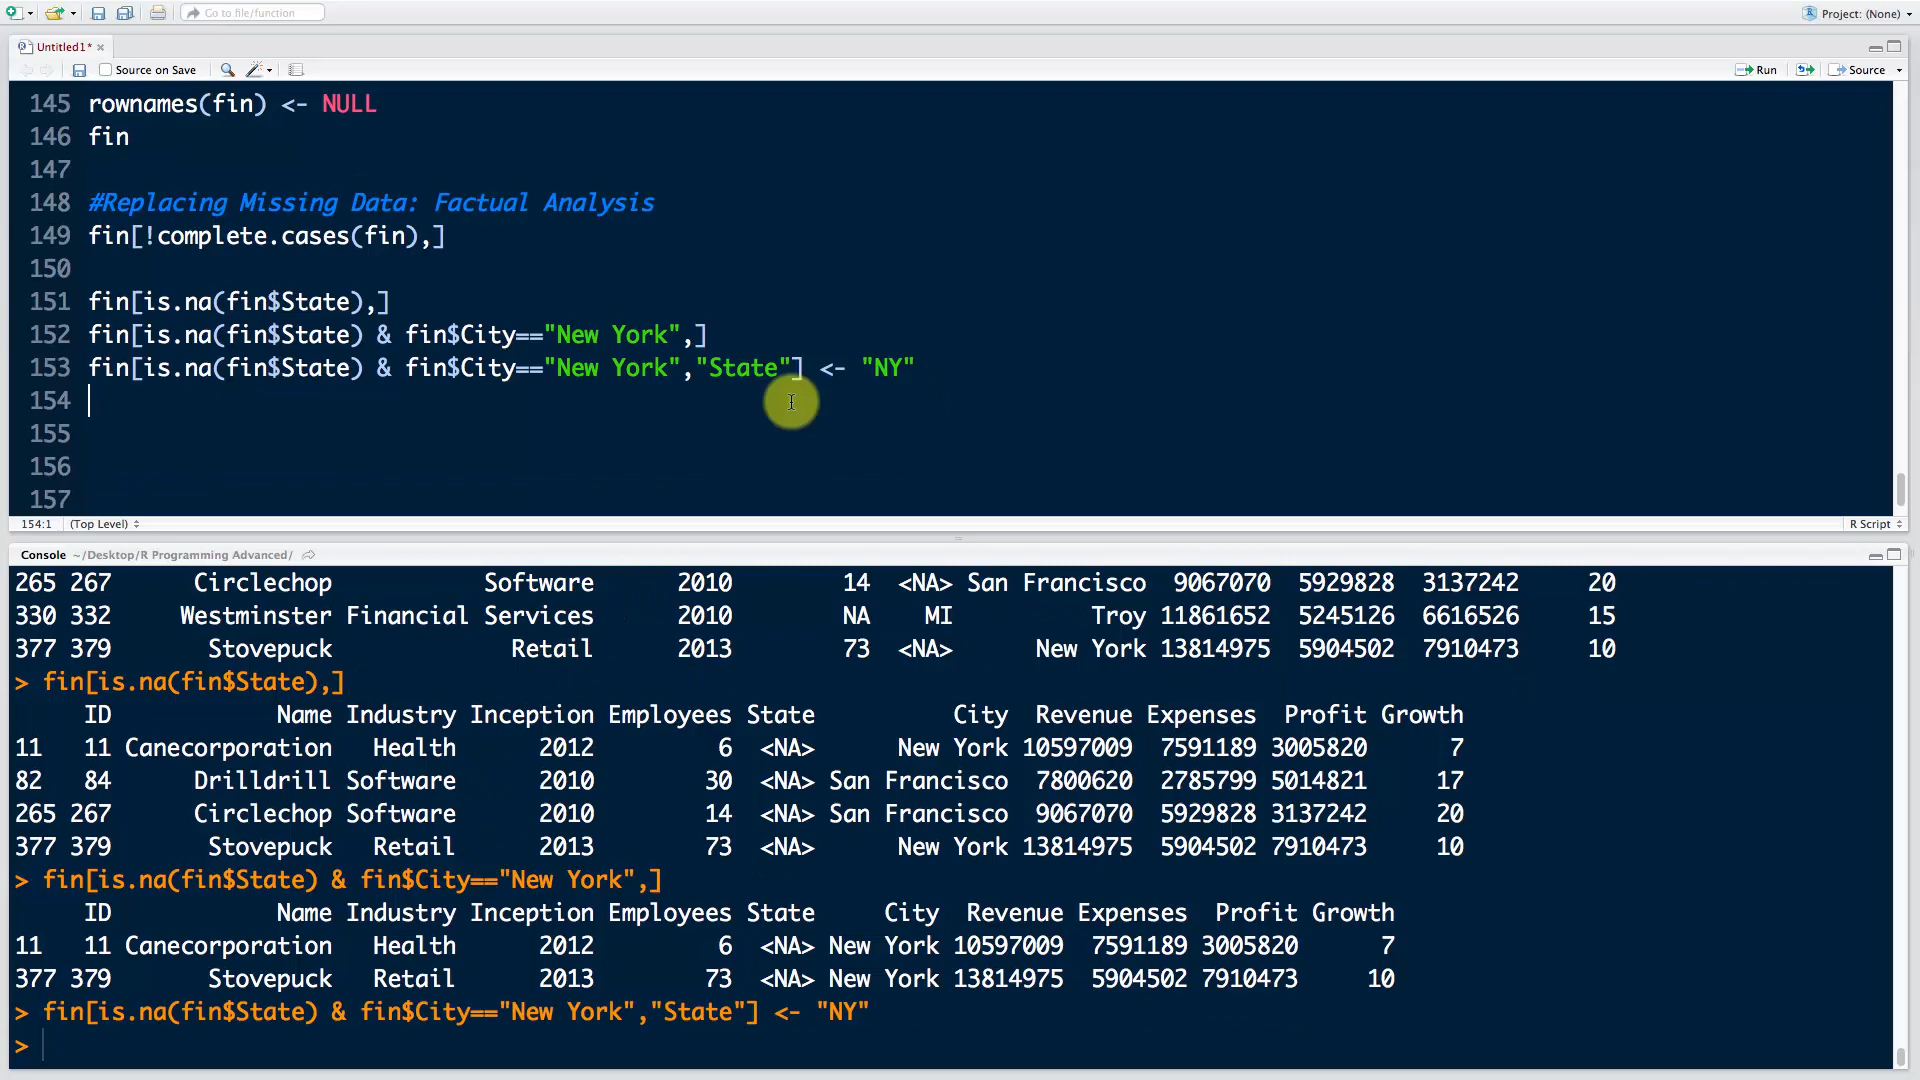 Go to file/function
Project: (None)
Untitled1*
Source on Save
Run
Source
145 rownames(fin) <- NULL
146 fin
147
148 #Replacing Missing Data: Factual Analysis
149 fin[!complete.cases(fin),]
150
151 fin[is.na(fin$State),]
152 fin[is.na(fin$State) & fin$City=="New York",]
153 fin[is.na(fin$State) & fin$City=="New York","State"] <- "NY"
154
155
156
157
154:1 (Top Level) R Script
Console ~/Desktop/R Programming Advanced/
265 267 Circlechop Software 2010 14 <NA> San Francisco 9067070 5929828 3137242 20
330 332 Westminster Financial Services 2010 NA MI Troy 11861652 5245126 6616526 15
377 379 Stovepuck Retail 2013 73 <NA> New York 13814975 5904502 7910473 10
> fin[is.na(fin$State),]
ID Name Industry Inception Employees State City Revenue Expenses Profit Growth
11 11 Canecorporation Health 2012 6 <NA> New York 10597009 7591189 3005820 7
82 84 Drilldrill Software 2010 30 <NA> San Francisco 7800620 2785799 5014821 17
265 267 Circlechop Software 2010 14 <NA> San Francisco 9067070 5929828 3137242 20
377 379 Stovepuck Retail 2013 73 <NA> New York 13814975 5904502 7910473 10
> fin[is.na(fin$State) & fin$City=="New York",]
ID Name Industry Inception Employees State City Revenue Expenses Profit Growth
11 11 Canecorporation Health 2012 6 <NA> New York 10597009 7591189 3005820 7
377 379 Stovepuck Retail 2013 73 <NA> New York 13814975 5904502 7910473 10
> fin[is.na(fin$State) & fin$City=="New York","State"] <- "NY"
>